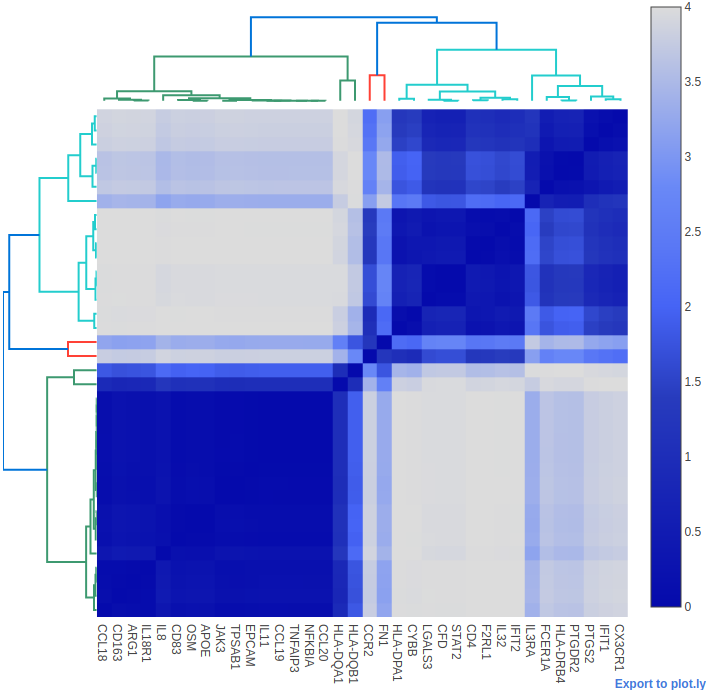 4
3.5
3
2.5
2
1.5
1
0.5
0
CCL18
CD163
ARG1
IL18R1
IL8
CD83
OSM
APOE
JAK3
TPSAB1
EPCAM
IL11
CCL19
TNFAIP3
NFKBIA
CCL20
HLA-DQA1
HLA-DQB1
CCR2
FN1
HLA-DPA1
CYBB
LGALS3
CFD
STAT2
CD4
F2RL1
IL32
IFIT2
IL3RA
FCER1A
HLA-DRB4
PTGDR2
PTGS2
IFIT1
CX3CR1
Export to plot.ly